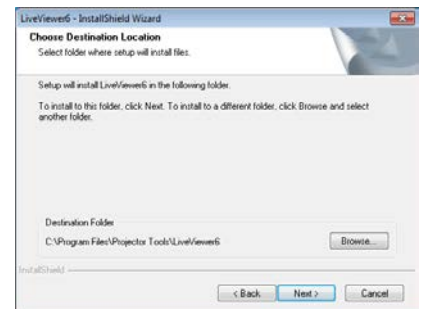 LiveViewer6 - InstallShield Wizard
Choose Destination Location
Select folder where setup will install files.
Setup will install LiveViewer6 in the following folder.
To install to this folder, click Next. To install to a different folder, click Browse and select
another folder.
Destination Folder
C:\Program Files\Projector Tools\LiveViewer6
Browse...
InstallShield
< Back
Next >
Cancel